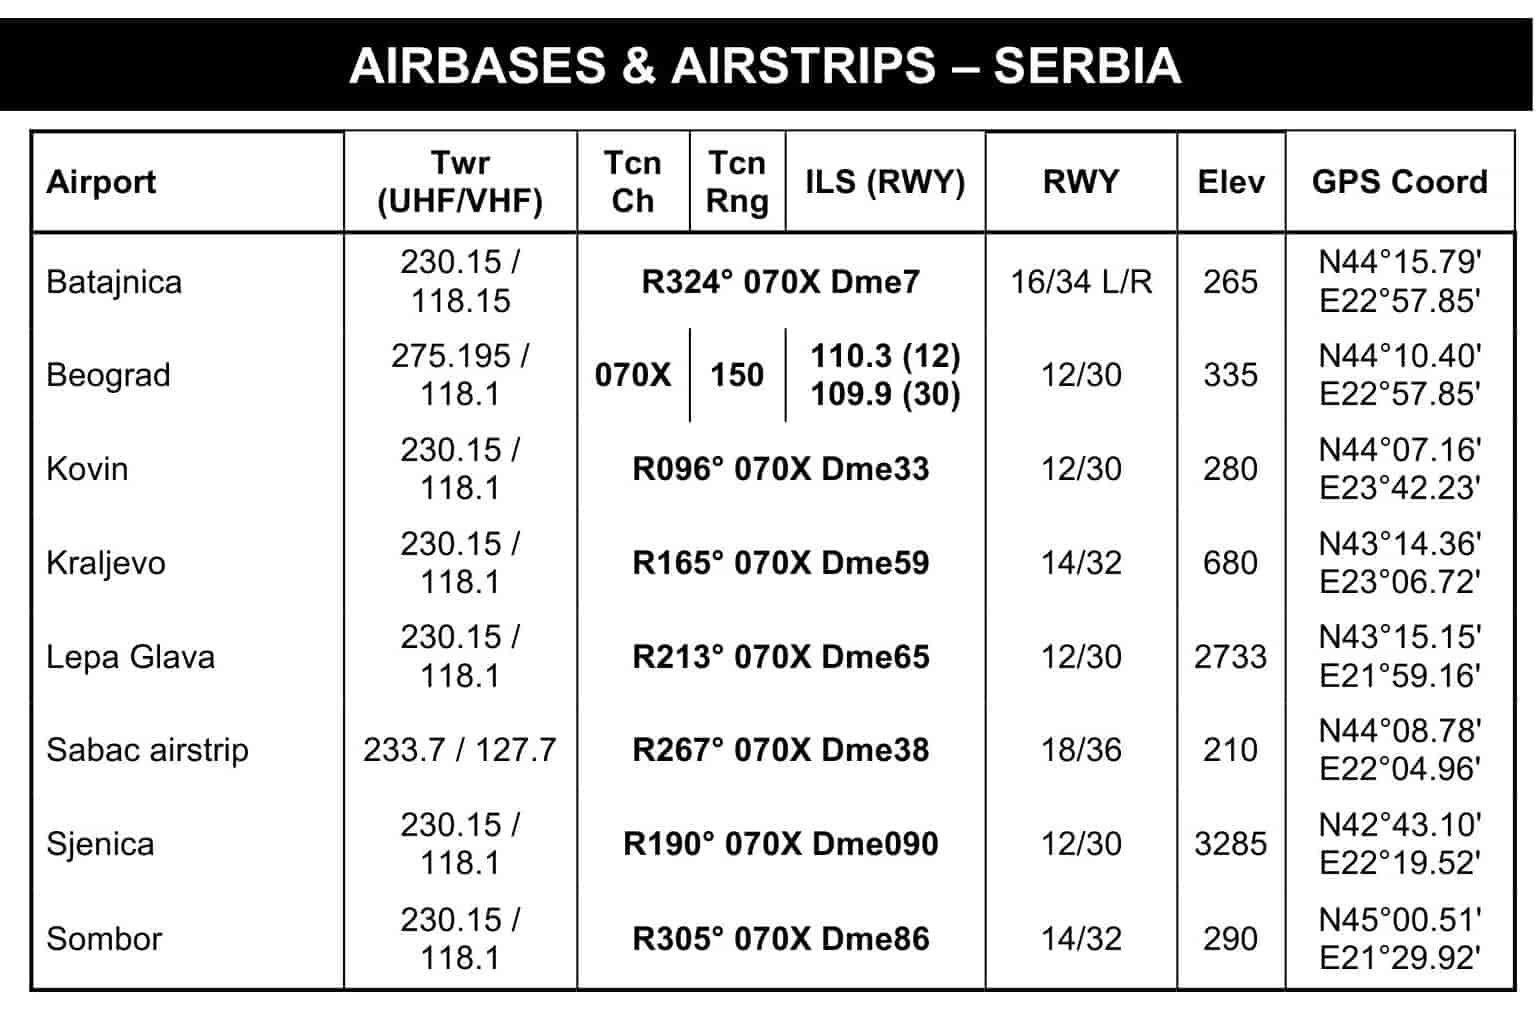 AIRBASES & AIRSTRIPS – SERBIA
Airport
Twr
(UHF/VHF)
Tcn
Ch
Tcn
Rng
ILS (RWY)
RWY
Elev
GPS Coord
Batajnica
230.15 /
118.15
R324° 070X Dme7
16/34 L/R
265
N44°15.79'
E22°57.85'
Beograd
275.195 /
118.1
070X
150
110.3 (12)
109.9 (30)
12/30
335
N44°10.40'
E22°57.85'
Kovin
230.15 /
118.1
R096° 070X Dme33
12/30
280
N44°07.16'
E23°42.23'
Kraljevo
230.15 /
118.1
R165° 070X Dme59
14/32
680
N43°14.36'
E23°06.72'
Lepa Glava
230.15 /
118.1
R213° 070X Dme65
12/30
2733
N43°15.15'
E21°59.16'
Sabac airstrip
233.7 / 127.7
R267° 070X Dme38
18/36
210
N44°08.78'
E22°04.96'
Sjenica
230.15 /
118.1
R190° 070X Dme090
12/30
3285
N42°43.10'
E22°19.52'
Sombor
230.15 /
118.1
R305° 070X Dme86
14/32
290
N45°00.51'
E21°29.92'